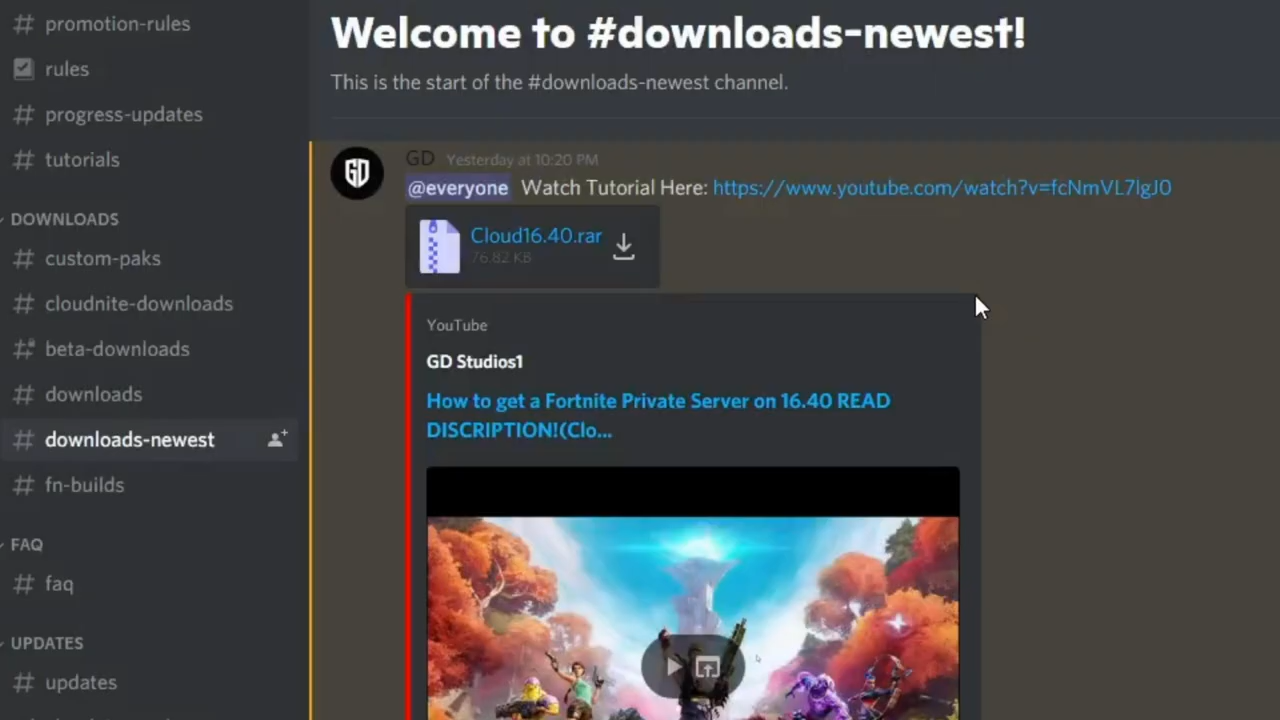 promotion-rules
rules
progress-updates
tutorials
DOWNLOADS
custom-paks
cloudnite-downloads
beta-downloads
downloads
downloads-newest
fn-builds
FAQ
faq
UPDATES
updates
Welcome to #downloads-newest!
This is the start of the #downloads-newest channel.
GD
GD Yesterday at 10:20 PM
@everyone Watch Tutorial Here: https://www.youtube.com/watch?v=fcNmVL7lgJ0
Cloud16.40.rar
76.82 KB
YouTube
GD Studios1
How to get a Fortnite Private Server on 16.40 READ
DISCRIPTION!(Clo...